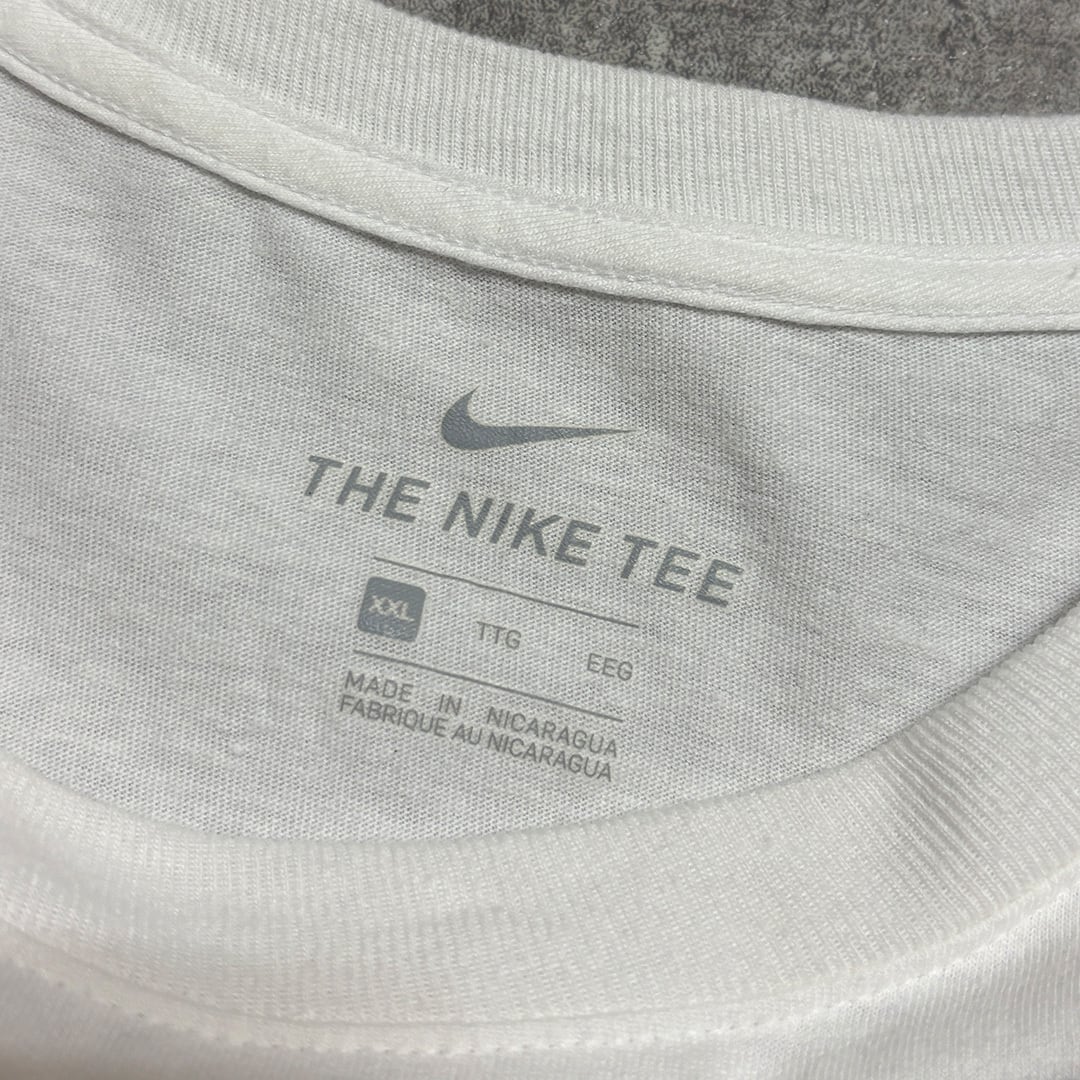 THE NIKE TEE
XXL TTG EEG
MADE IN NICARAGUA
FABRIQUE AU NICARAGUA